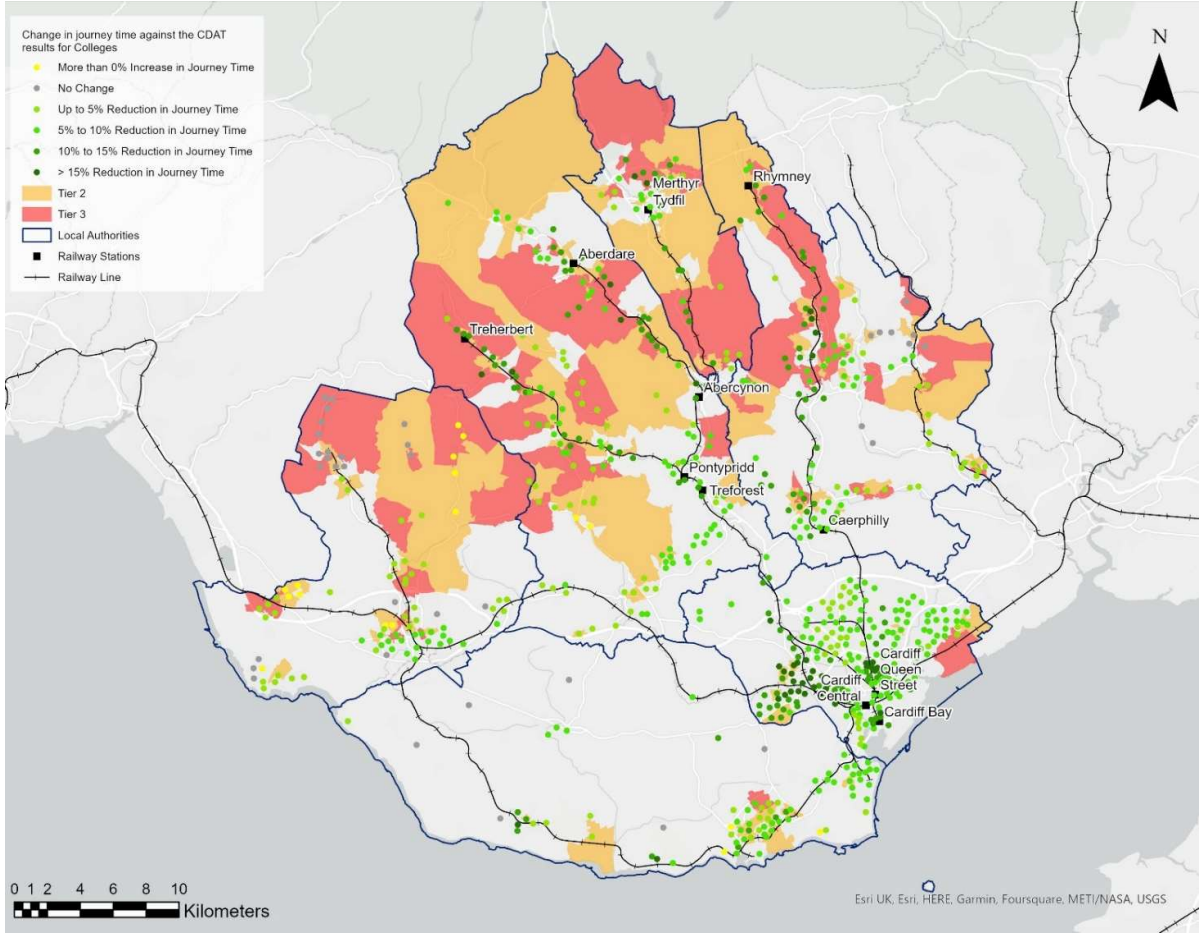 Change in journey time against the CDAT
results for Colleges
More than 0% Increase in Journey Time
No Change
Up to 5% Reduction in Journey Time
5% to 10% Reduction in Journey Time
10% to 15% Reduction in Journey Time
> 15% Reduction in Journey Time
Tier 2
Tier 3
Local Authorities
Railway Stations
Railway Line
N
Merthyr
Tydfil
Rhymney
Aberdare
Treherbert
Abercynon
Pontypridd
Treforest
Caerphilly
Cardiff
Queen
Street
Cardiff
Central
Cardiff Bay
0 1 2 4 6 8 10
Kilometers
Esri UK, Esri, HERE, Garmin, Foursquare, METI/NASA, USGS